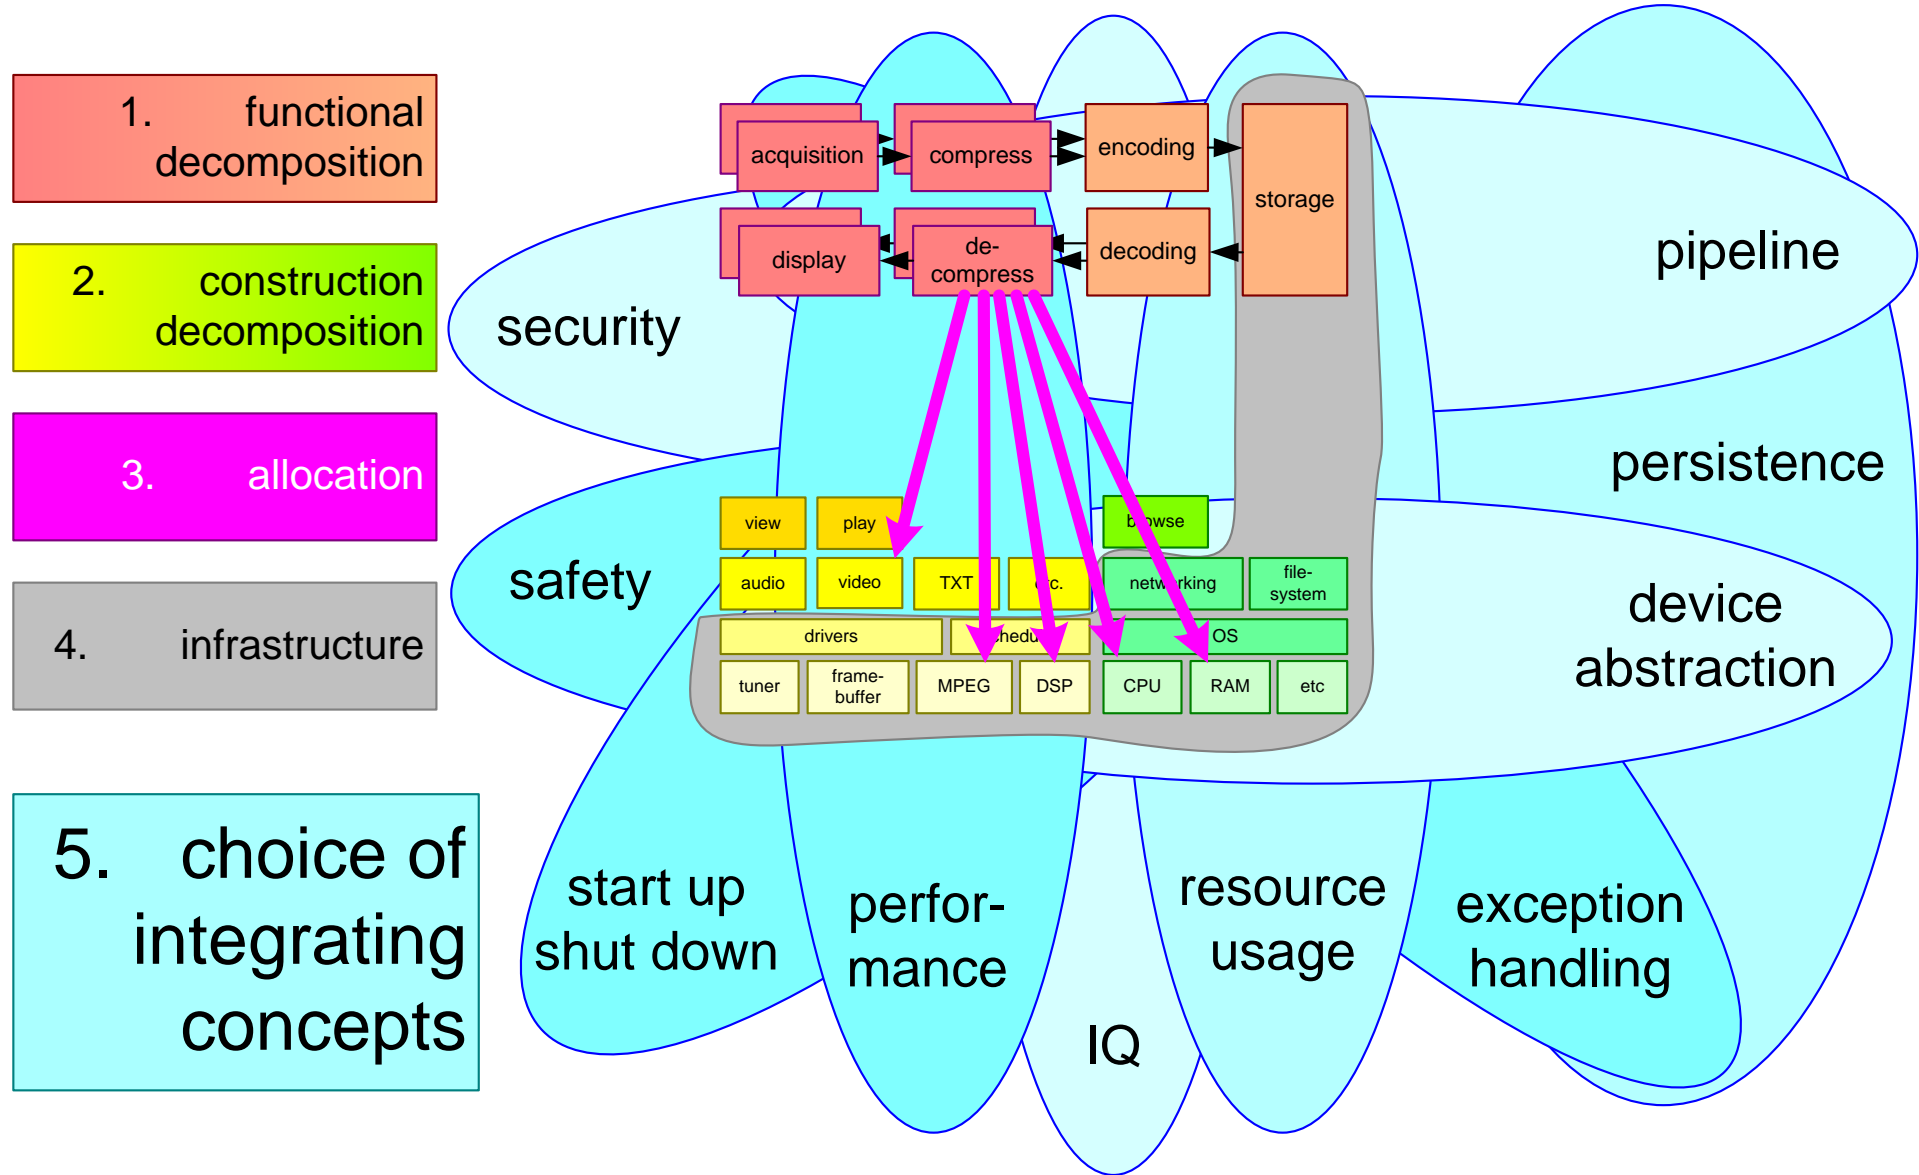 1. functional
decomposition
2. construction
decomposition
3. allocation
4. infrastructure
5. choice of
integrating
concepts
acquisition
compress
encoding
storage
display
de-
compress
decoding
pipeline
security
persistence
view
play
browse
audio
video
TXT
etc.
networking
file-
system
safety
device
abstraction
drivers
OS
tuner
frame-
buffer
MPEG
DSP
CPU
RAM
etc
start up
shut down
perfor-
mance
resource
usage
exception
handling
IQ